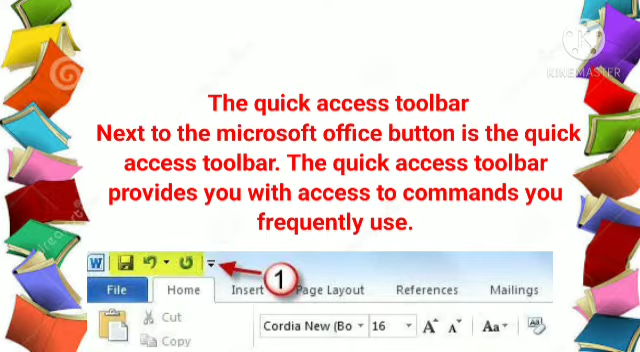 KINEMASTER
The quick access toolbar
Next to the microsoft office button is the quick
access toolbar. The quick access toolbar
provides you with access to commands you
frequently use.
W
1
File Home Insert Page Layout References Mailings
Cut
Cordia New (Bo 16 A A Aa
Copy